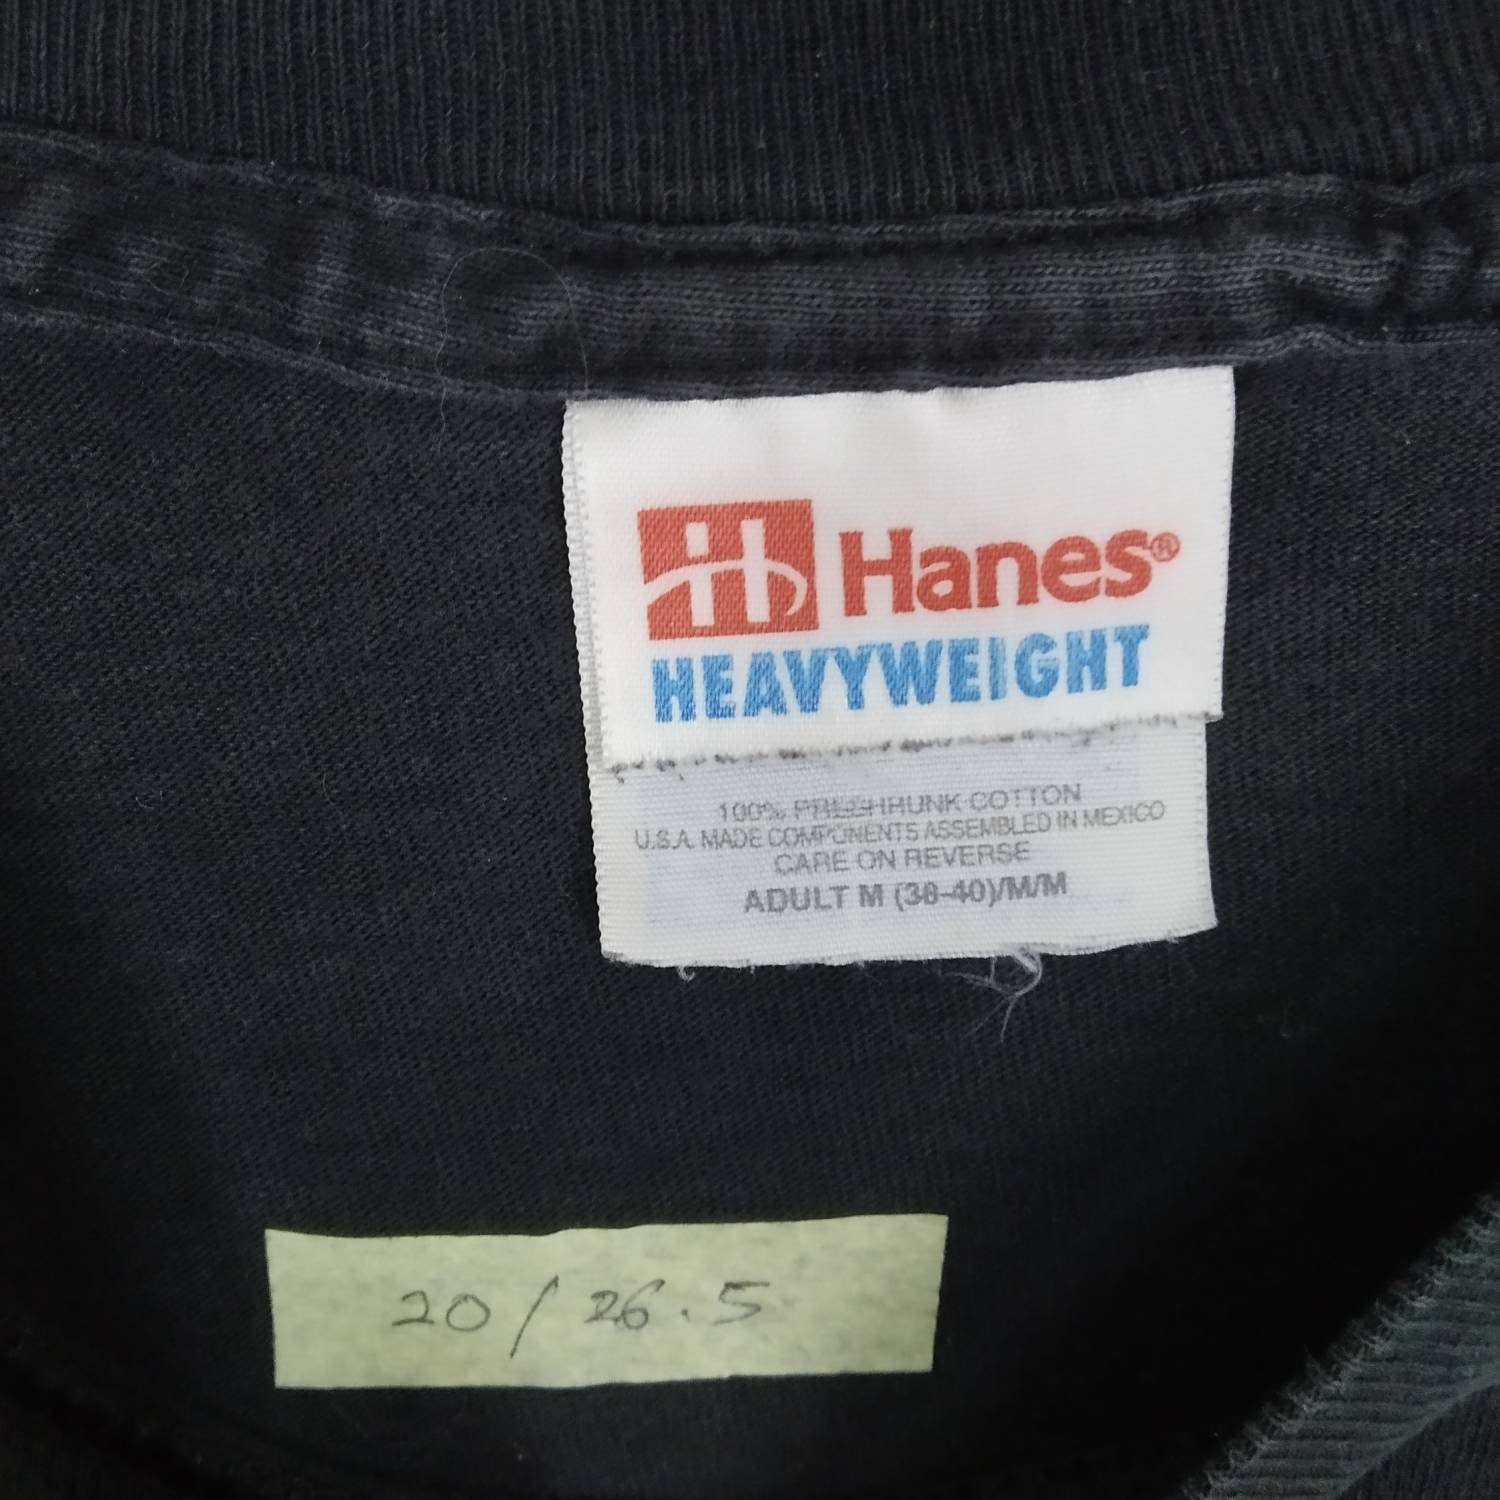 Hanes®
HEAVYWEIGHT
100% PRESHRUNK COTTON
U.S.A. MADE COMPONENTS ASSEMBLED IN MEXICO
CARE ON REVERSE
ADULT M (38-40)/M/M
20/26.5